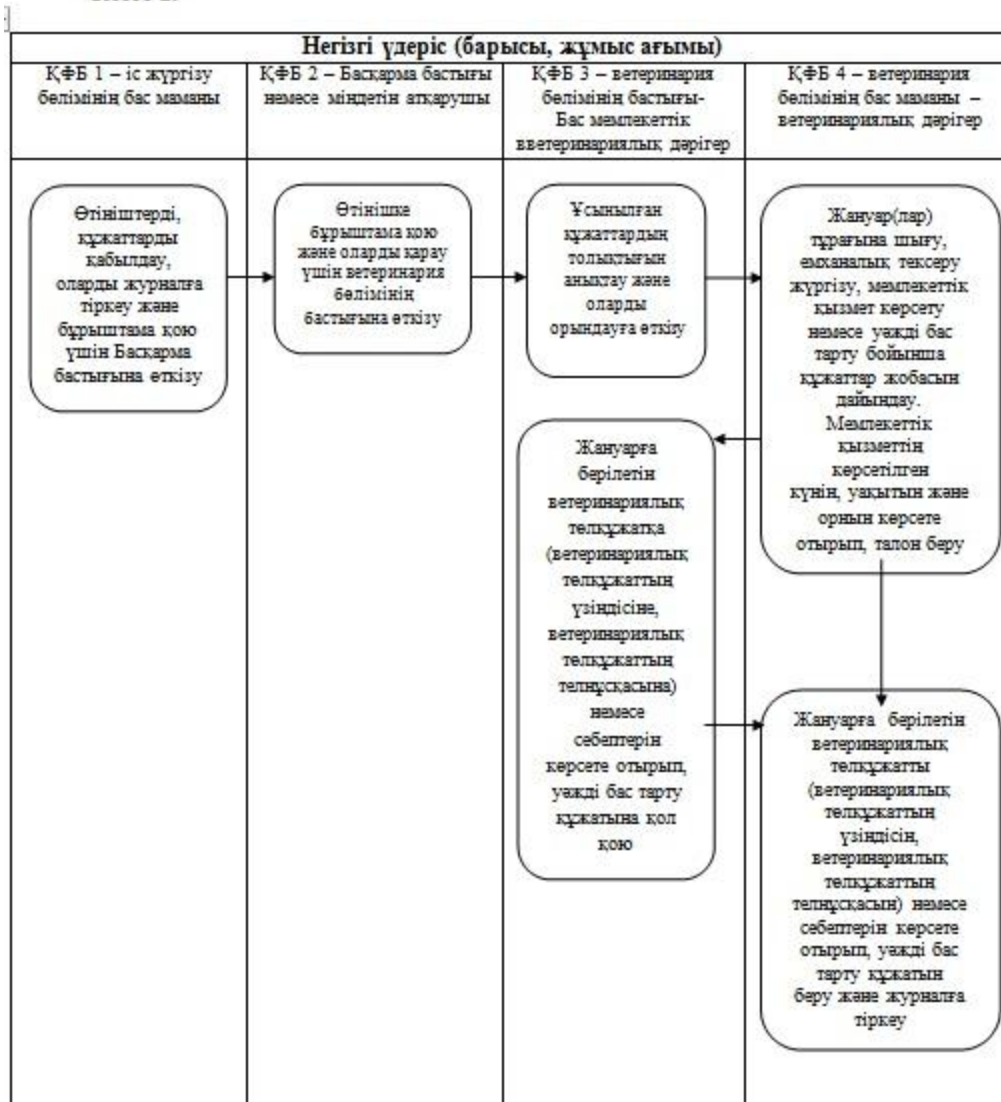 Негізгі үдеріс (барысы, жұмыс ағымы)
ҚФБ 1 – іс жүргізу
бөлімінің бас маманы
ҚФБ 2 – Басқарма бастығы
немесе міндетін атқарушы
ҚФБ 3 – ветеринария
бөлімінің бастығы-
Бас мемлекеттік
вветеринариялық дәрігер
ҚФБ 4 – ветеринария
бөлімінің бас маманы –
ветеринариялық дәрігер
Өтініштерді,
құжаттарды
қабылдау,
оларды журналға
тіркеу және
бұрыштама қою
үшін Басқарма
бастығына өткізу
Өтінішке
бұрыштама қою
және оларды қарау
үшін ветеринария
бөлімінің
бастығына өткізу
Ұсынылған
құжаттардың
толықтығын
анықтау және
оларды
орындауға өткізу
Жануар(лар)
тұрағына шығу,
емханалық тексеру
жүргізу, мемлекеттік
қызмет көрсету
немесе уәжді бас
тарту бойынша
құжаттар жобасын
дайындау.
Мемлекеттік
қызметтің
көрсетілген
күнін, уақытын және
орнын көрсете
отырып, талон беру
Жануарға
берілетін
ветеринариялық
төлқұжатқа
(ветеринариялық
төлқұжаттың
үзіндісіне,
ветеринариялық
төлқұжаттың
телнұсқасына)
немесе
себептерін
көрсете отырып,
уәжді бас тарту
құжатына қол
қою
Жануарға берілетін
ветеринариялық
төлқұжатты
(ветеринариялық
төлқұжаттың
үзіндісін,
ветеринариялық
төлқұжаттың
телнұсқасын) немесе
себептерін көрсете
отырып, уәжді бас
тарту құжатын
беру және журналға
тіркеу